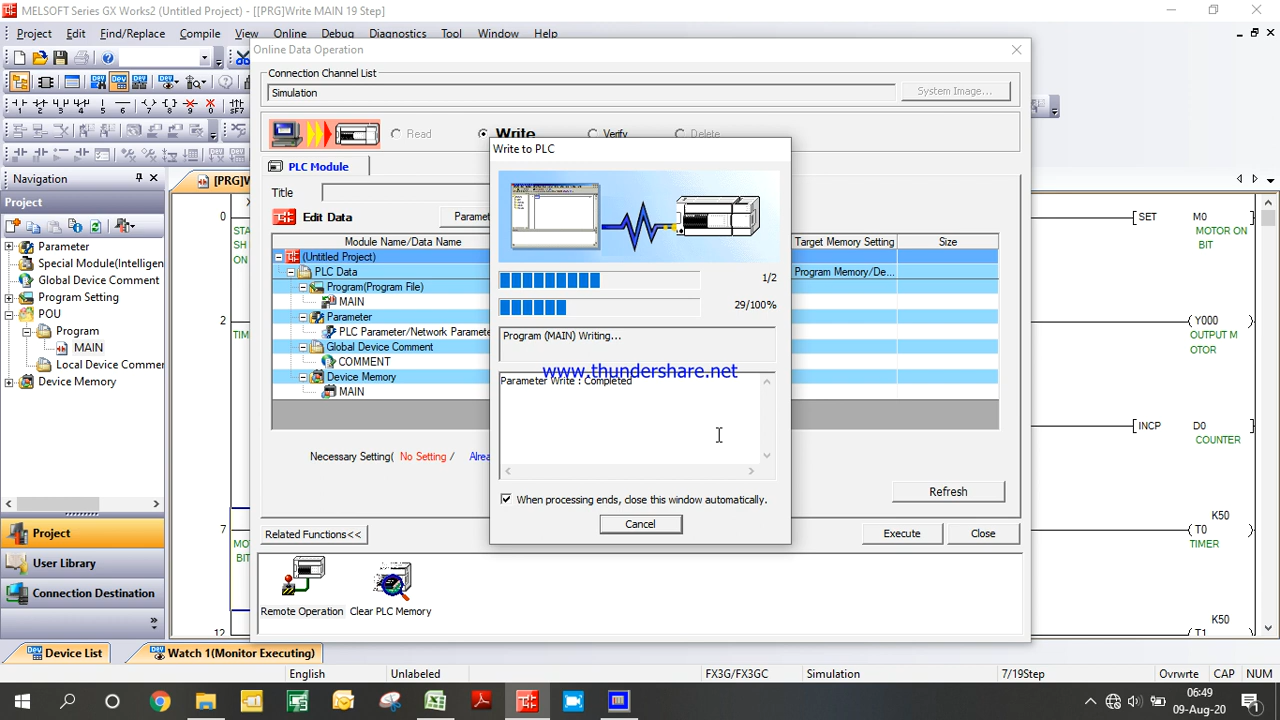 MELSOFT Series GX Works2 (Untitled Project) - [[PRG]Write MAIN 19 Step]
Project Edit Find/Replace Compile View Online Debug Diagnostics Tool Window Help
Online Data Operation
Connection Channel List
Simulation
System Image...
Read Write Verify Delete
Write to PLC
PLC Module
Navigation
[PRG]W
Title
Project
Edit Data
Paramet
Module Name/Data Name
Target Memory Setting
Size
(Untitled Project)
PLC Data
Program Memory/De...
Program(Program File)
MAIN
Parameter
PLC Parameter/Network Paramete
Global Device Comment
COMMENT
Device Memory
MAIN
Parameter
Special Module(Intelligen
Global Device Comment
Program Setting
POU
Program
MAIN
Local Device Comme
Device Memory
1/2
29/100%
Program (MAIN) Writing...
www.thundershare.net
Parameter Write : Completed
When processing ends, close this window automatically.
Cancel
Necessary Setting( No Setting / Alrea
Refresh
Related Functions<<
Execute
Close
Remote Operation
Clear PLC Memory
0
2
7
12
SET M0
MOTOR ON
BIT
Y000
OUTPUT M
OTOR
INCP D0
COUNTER
K50
T0
TIMER
K50
T1
Project
User Library
Connection Destination
Device List
Watch 1(Monitor Executing)
English
Unlabeled
FX3G/FX3GC
Simulation
7/19Step
Ovrwrte
CAP
NUM
06:49
09-Aug-20